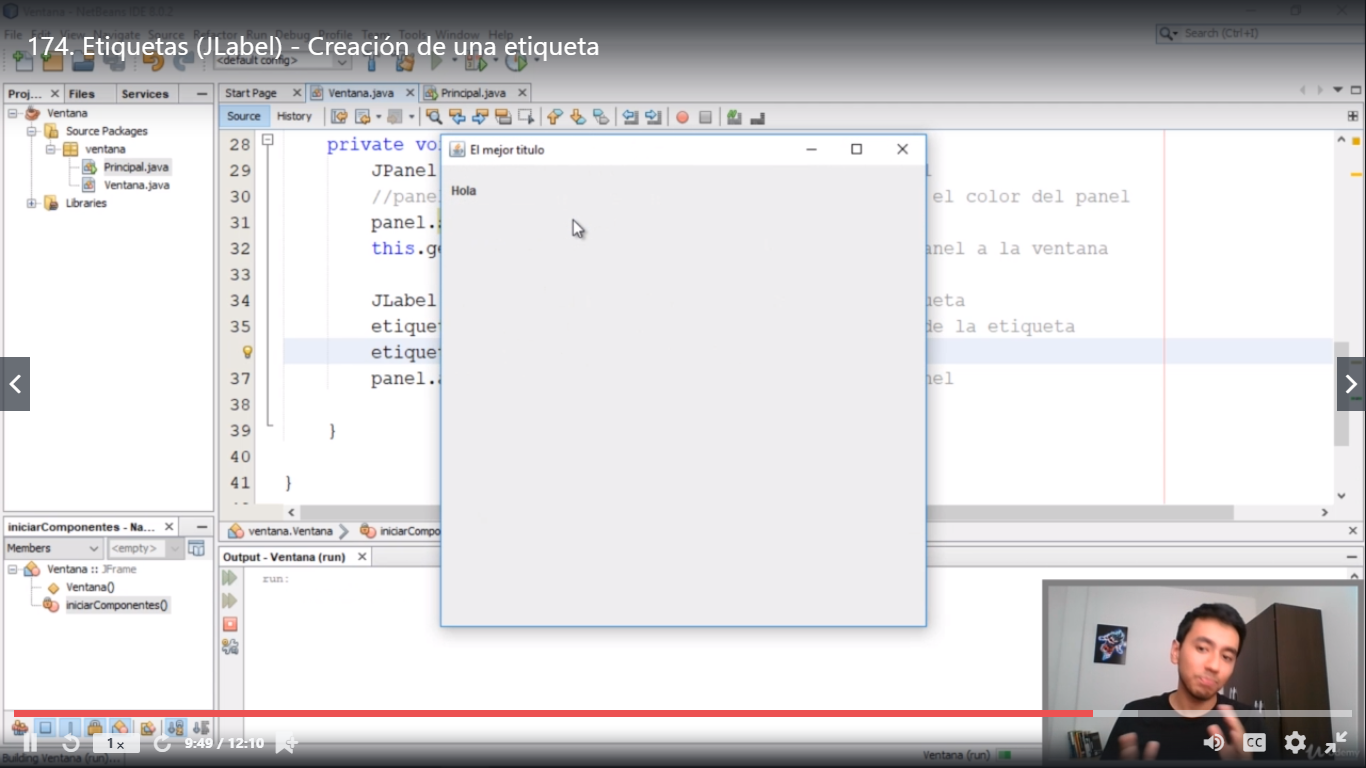 Ventana - NetBeans IDE 8.0.2
File Edit View Navigate Source Refactor Run Debug Profile Team Tools Window Help
Search (Ctrl+I)
174. Etiquetas (JLabel) - Creación de una etiqueta
<default config>
Proj... Files Services
Start Page Ventana.java Principal.java
Source History
Ventana
Source Packages
ventana
Principal.java
Ventana.java
Libraries
El mejor titulo
Hola
28 private vo
29 JPanel l
30 //pane el color del panel
31 panel.
32 this.ge anel a la ventana
33
34 JLabel ueta
35 etique de la etiqueta
etique
37 panel.a nel
38
39 }
40
41 }
iniciarComponentes - Na...
Members <empty>
Ventana :: JFrame
Ventana()
iniciarComponentes()
ventana.Ventana iniciarCompo
Output - Ventana (run)
run:
1x 9:49 / 12:10
CC
Building Ventana (run)...
Ventana (run)